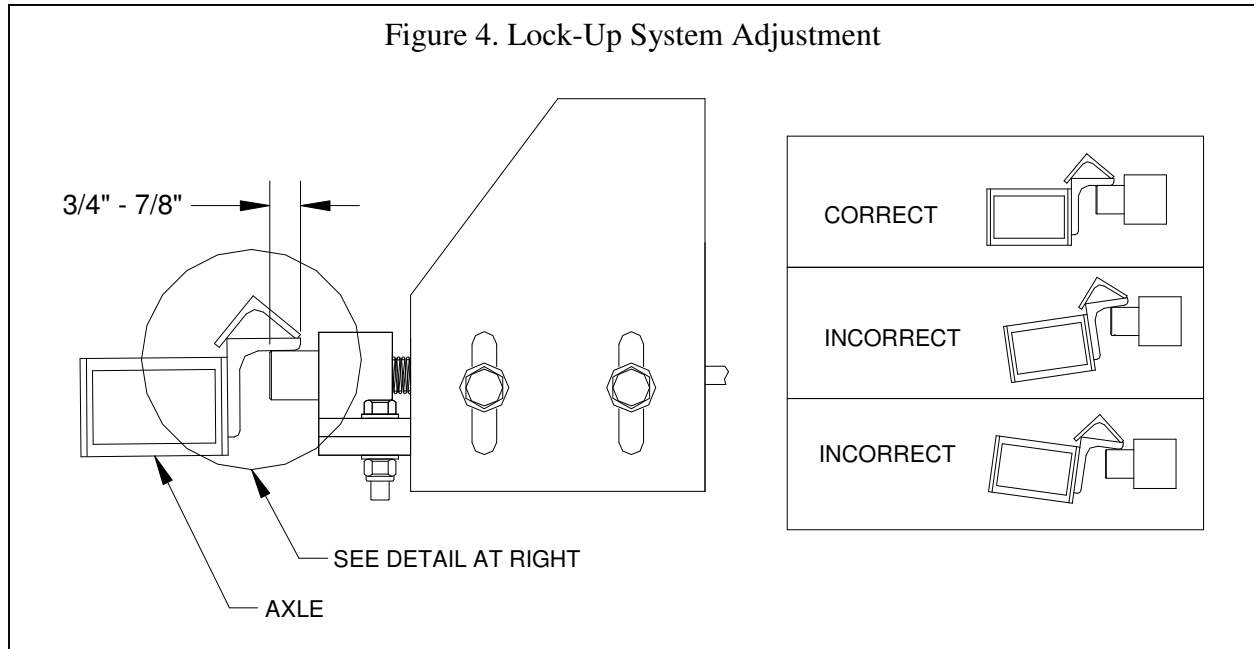 Figure 4. Lock-Up System Adjustment
3/4" - 7/8"
SEE DETAIL AT RIGHT
AXLE
CORRECT
INCORRECT
INCORRECT